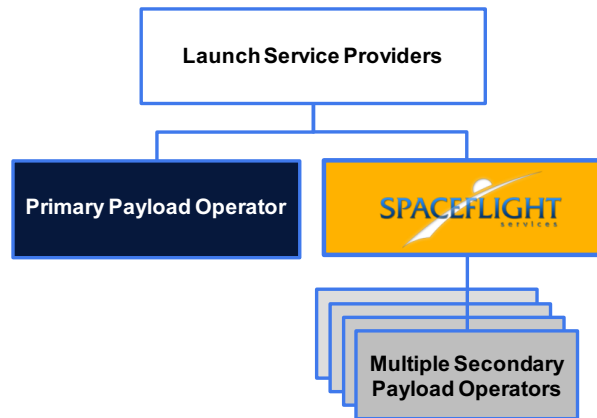 Launch Service Providers
Primary Payload Operator
SPACEFLIGHT
services
Multiple Secondary
Payload Operators